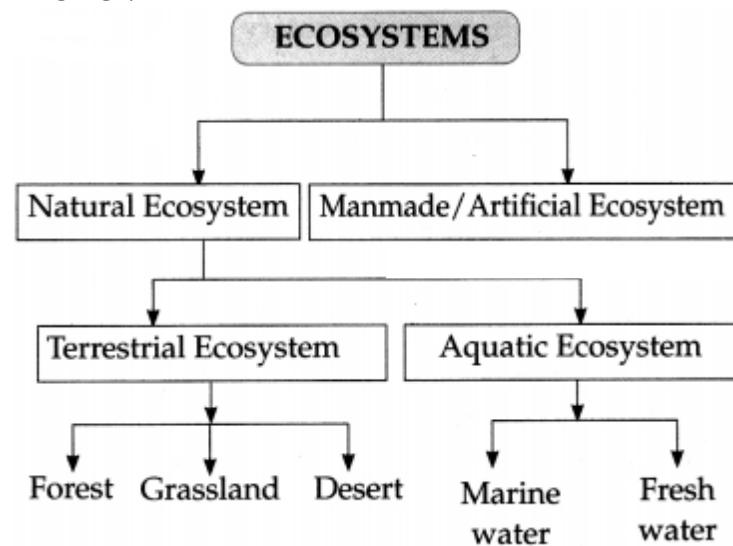 ECOSYSTEMS
Natural Ecosystem
Manmade/Artificial Ecosystem
Terrestrial Ecosystem
Aquatic Ecosystem
Forest
Grassland
Desert
Marine
water
Fresh
water